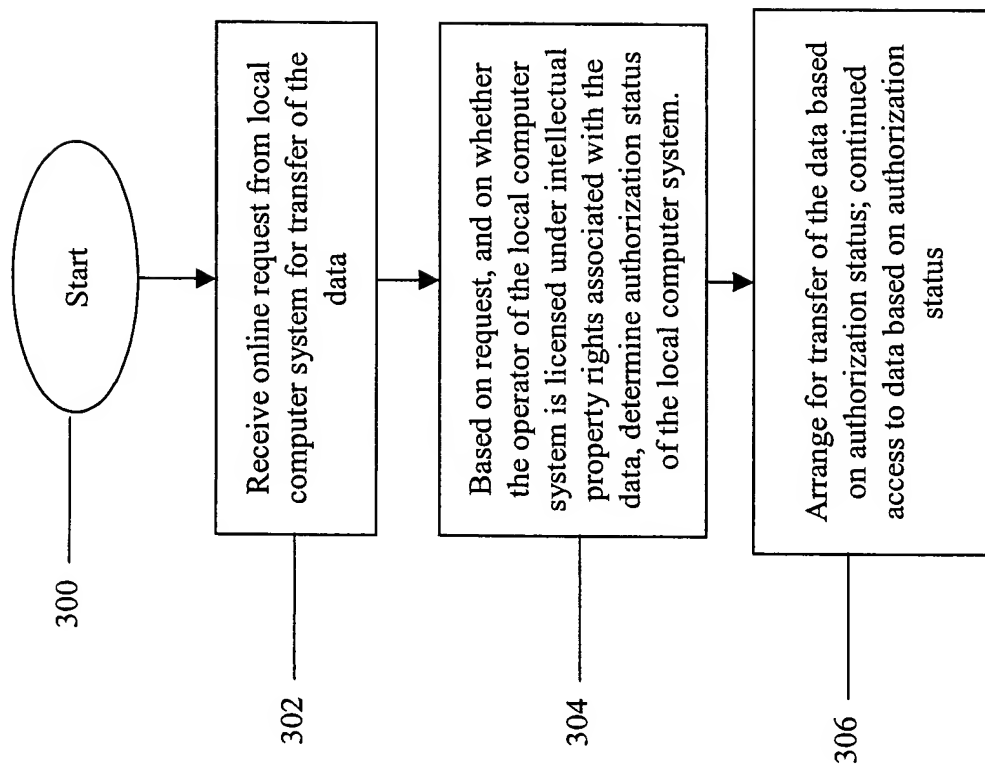 300
Start
302
Receive online request from local
computer system for transfer of the
data
304
Based on request, and on whether
the operator of the local computer
system is licensed under intellectual
property rights associated with the
data, determine authorization status
of the local computer system.
306
Arrange for transfer of the data based
on authorization status; continued
access to data based on authorization
status